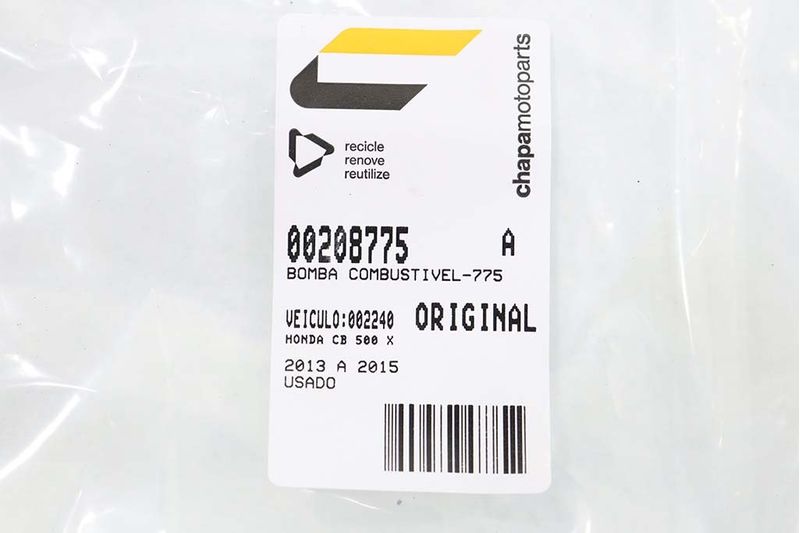 chapamotoparts
recicle
renove
reutilize
00208775 A
BOMBA COMBUSTIVEL-775
VEICULO:002240 ORIGINAL
HONDA CB 500 X
2013 A 2015
USADO